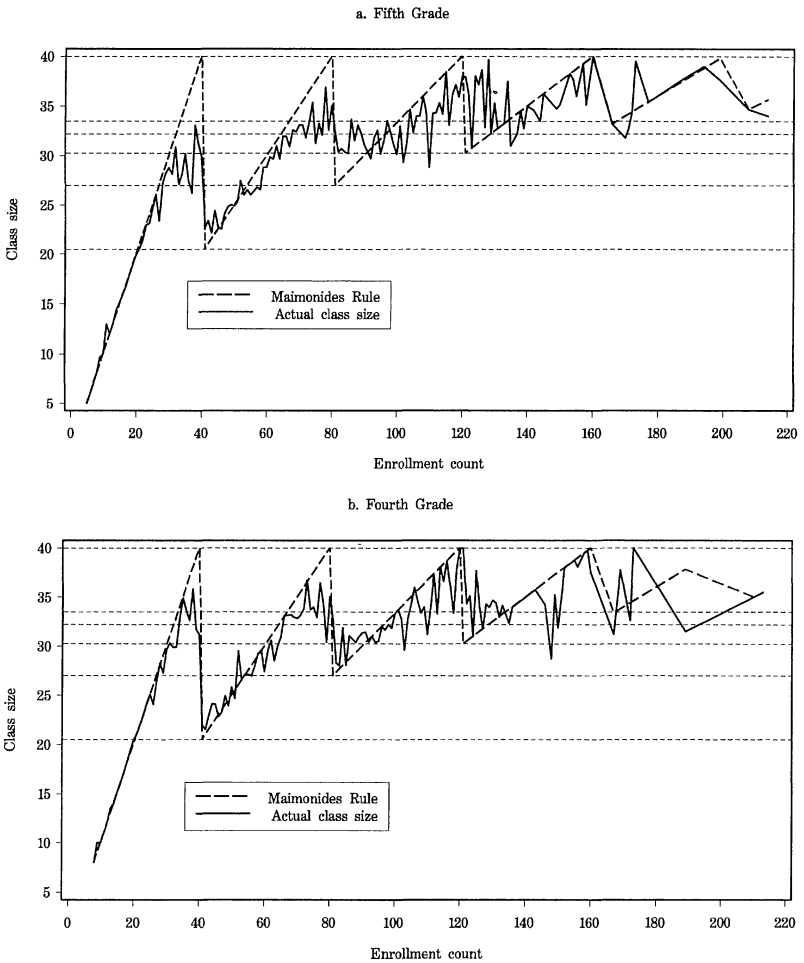 a. Fifth Grade
40
35
30
25
20
15
10
5
Class size
Maimonides Rule
Actual class size
0 20 40 60 80 100 120 140 160 180 200 220
Enrollment count
b. Fourth Grade
40
35
30
25
20
15
10
5
Class size
Maimonides Rule
Actual class size
0 20 40 60 80 100 120 140 160 180 200 220
Enrollment count